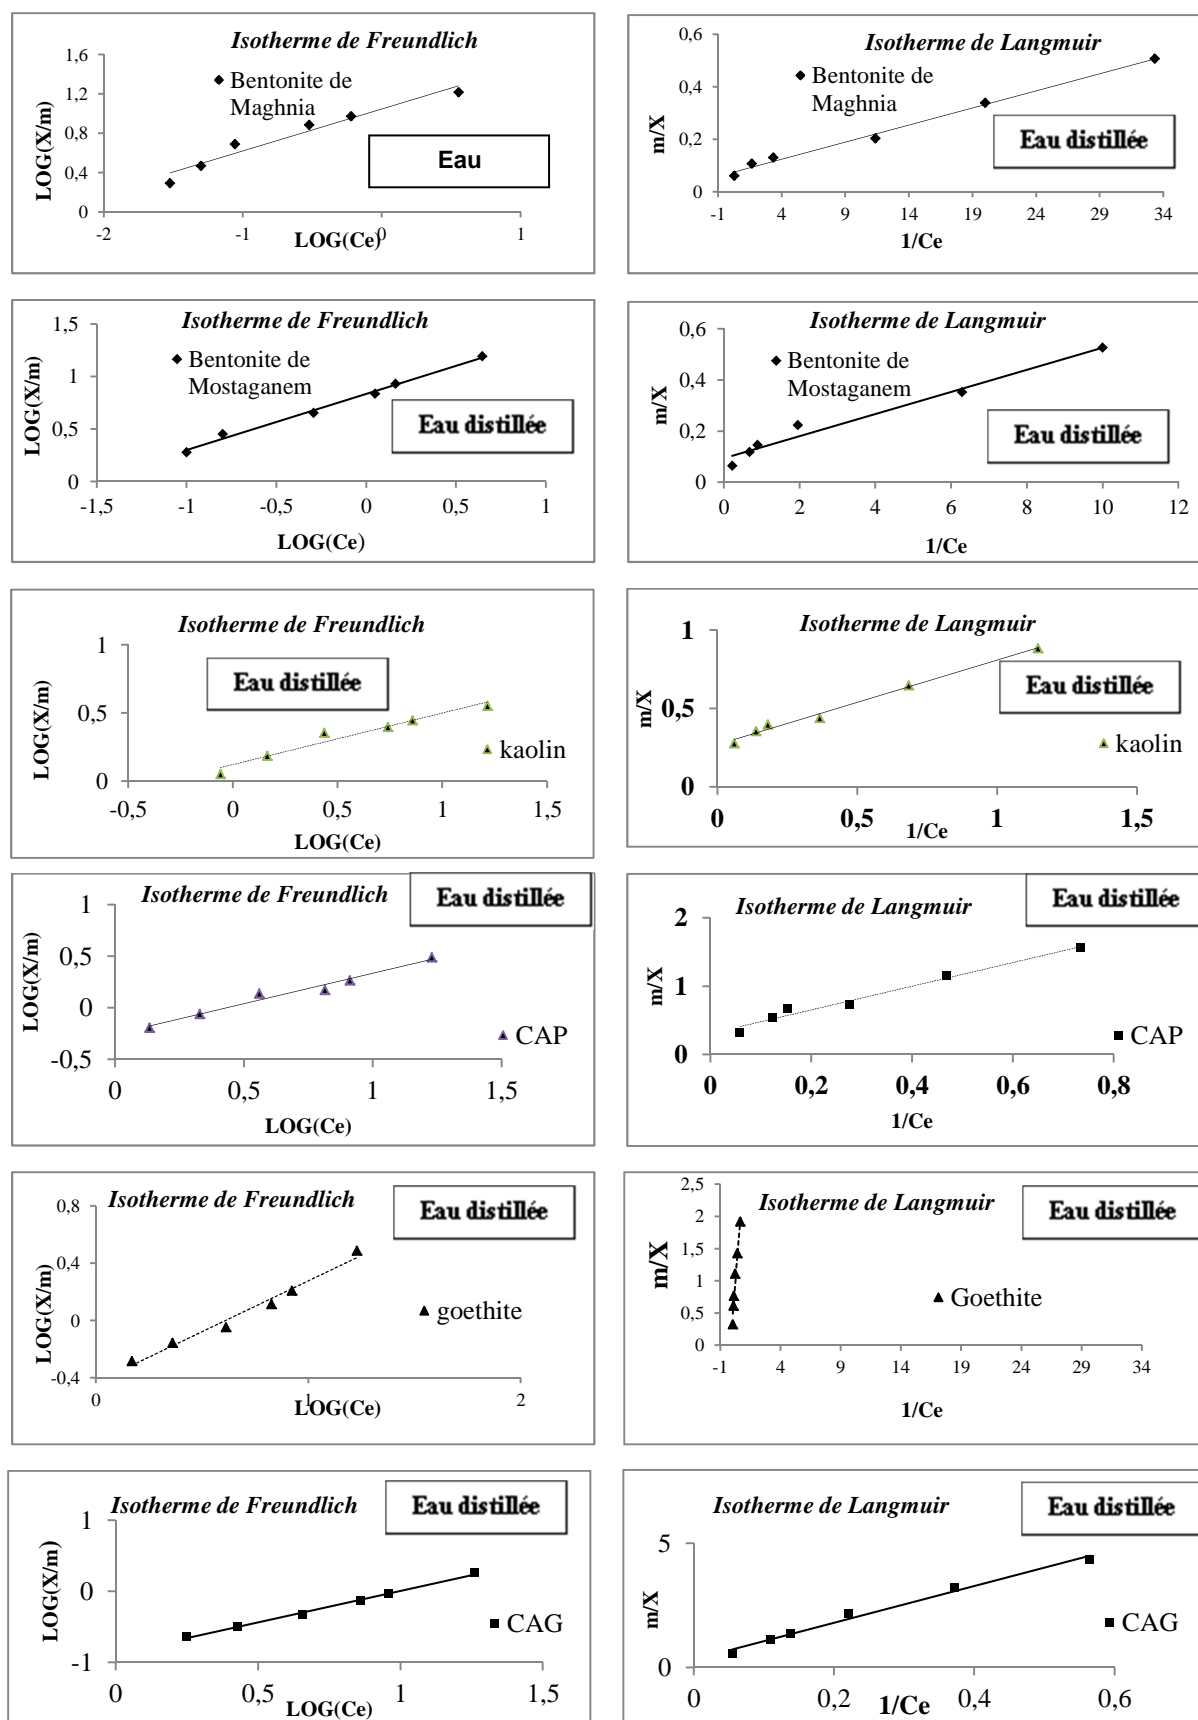 Isotherme de Freundlich
LOG(X/m)
1,6
1,2
0,8
0,4
0
Bentonite de
Maghnia
Eau
-2
-1
0
1
LOG(Ce)
Isotherme de Langmuir
m/X
0,6
0,4
0,2
0
Bentonite de
Maghnia
Eau distillée
-1 4 9 14 19 24 29 34
1/Ce
Isotherme de Freundlich
LOG(X/m)
1,5
1
0,5
0
Bentonite de
Mostaganem
Eau distillée
-1,5 -1 -0,5 0 0,5 1
LOG(Ce)
Isotherme de Langmuir
m/X
0,6
0,4
0,2
0
Bentonite de
Mostaganem
Eau distillée
0 2 4 6 8 10 12
1/Ce
Isotherme de Freundlich
LOG(X/m)
1
0,5
0
Eau distillée
kaolin
-0,5 0 0,5 1 1,5
LOG(Ce)
Isotherme de Langmuir
m/X
1
0,5
0
Eau distillée
kaolin
0 0,5 1 1,5
1/Ce
Isotherme de Freundlich
Eau distillée
LOG(X/m)
1
0,5
0
-0,5
CAP
0 0,5 1 1,5
LOG(Ce)
Isotherme de Langmuir
Eau distillée
m/X
2
1
0
CAP
0 0,2 0,4 0,6 0,8
1/Ce
Isotherme de Freundlich
Eau distillée
LOG(X/m)
0,8
0,4
0
-0,4
goethite
0 1 2
LOG(Ce)
Isotherme de Langmuir
Eau distillée
m/X
2,5
2
1,5
1
0,5
0
Goethite
-1 4 9 14 19 24 29 34
1/Ce
Isotherme de Freundlich
Eau distillée
LOG(X/m)
1
0
-1
CAG
0 0,5 1 1,5
LOG(Ce)
Isotherme de Langmuir
Eau distillée
m/X
5
0
CAG
0 0,2 0,4 0,6
1/Ce